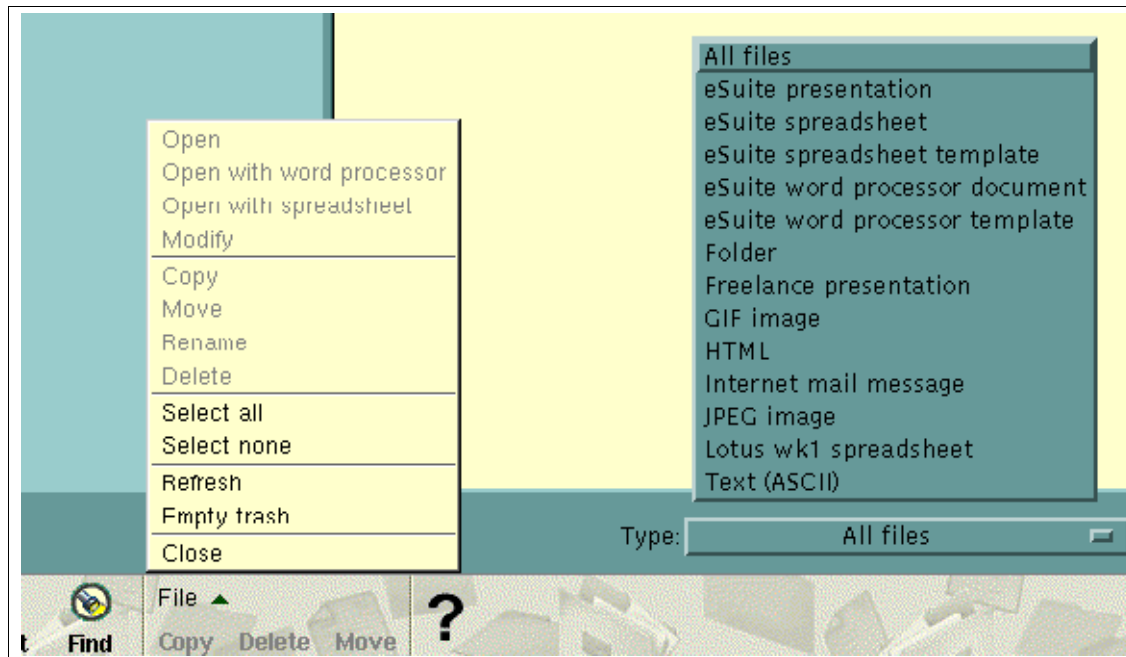 Open
Open with word processor
Open with spreadsheet
Modify
Copy
Move
Rename
Delete
Select all
Select none
Refresh
Empty trash
Close
All files
eSuite presentation
eSuite spreadsheet
eSuite spreadsheet template
eSuite word processor document
eSuite word processor template
Folder
Freelance presentation
GIF image
HTML
Internet mail message
JPEG image
Lotus wk1 spreadsheet
Text (ASCII)
Type: All files
File
t Find Copy Delete Move ?